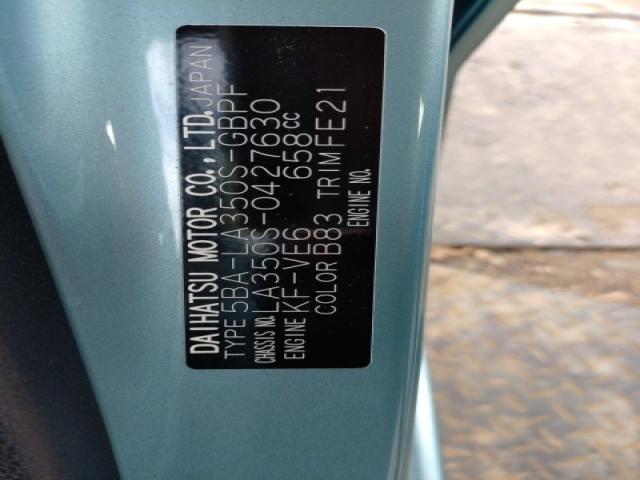 DAIHATSU MOTOR CO., LTD. JAPAN
TYPE 5BA-LA350S-GBPF
CHASSIS NO. LA350S-0427630
ENGINE KF-VE6 658cc
COLOR B83 TRIM FE21
ENGINE NO.